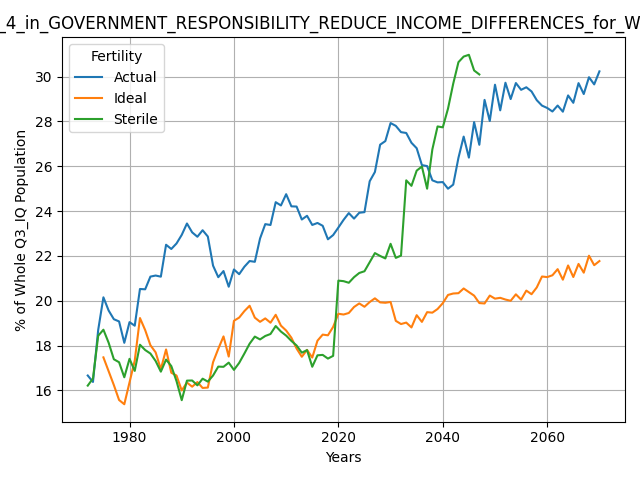 _4_in_GOVERNMENT_RESPONSIBILITY_REDUCE_INCOME_DIFFERENCES_for_W
Fertility
Actual
Ideal
Sterile
% of Whole Q3_IQ Population
30
28
26
24
22
20
18
16
1980 2000 2020 2040 2060
Years